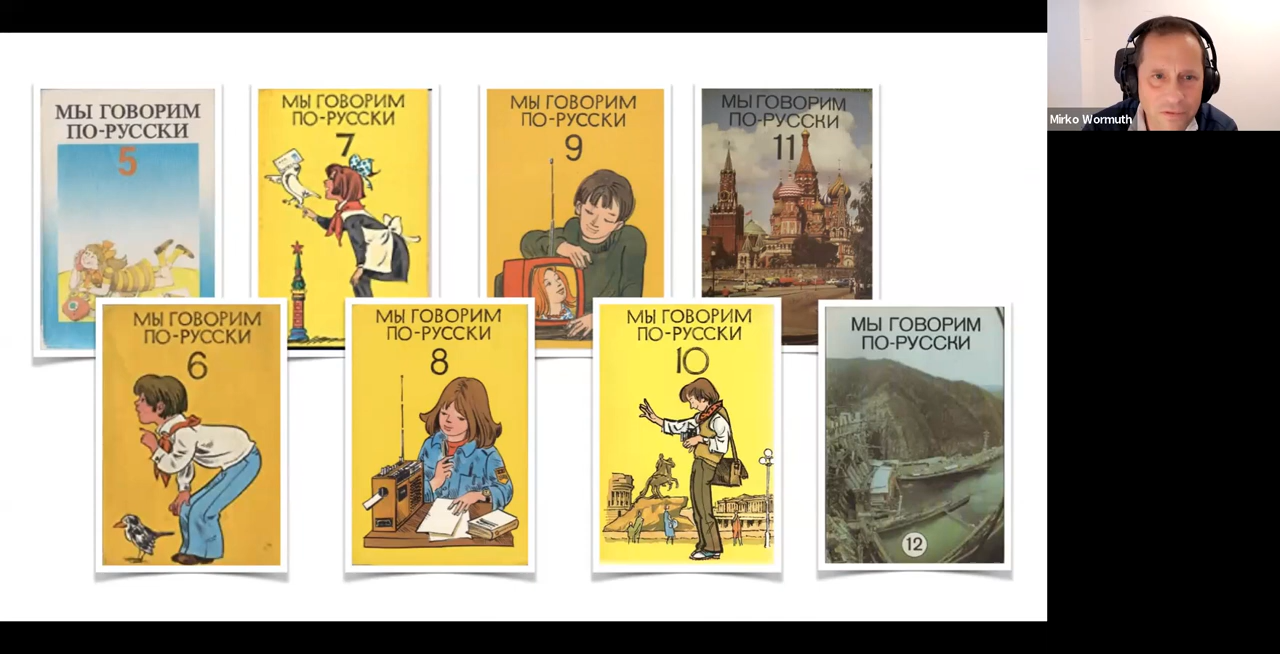 МЫ ГОВОРИМ
ПО-РУССКИ
5
МЫ ГОВОРИМ
ПО-РУССКИ
7
МЫ ГОВОРИМ
ПО-РУССКИ
9
МЫ ГОВОРИМ
ПО-РУССКИ
11
МЫ ГОВОРИМ
ПО-РУССКИ
6
МЫ ГОВОРИМ
ПО-РУССКИ
8
МЫ ГОВОРИМ
ПО-РУССКИ
10
МЫ ГОВОРИМ
ПО-РУССКИ
12
Mirko Wormuth